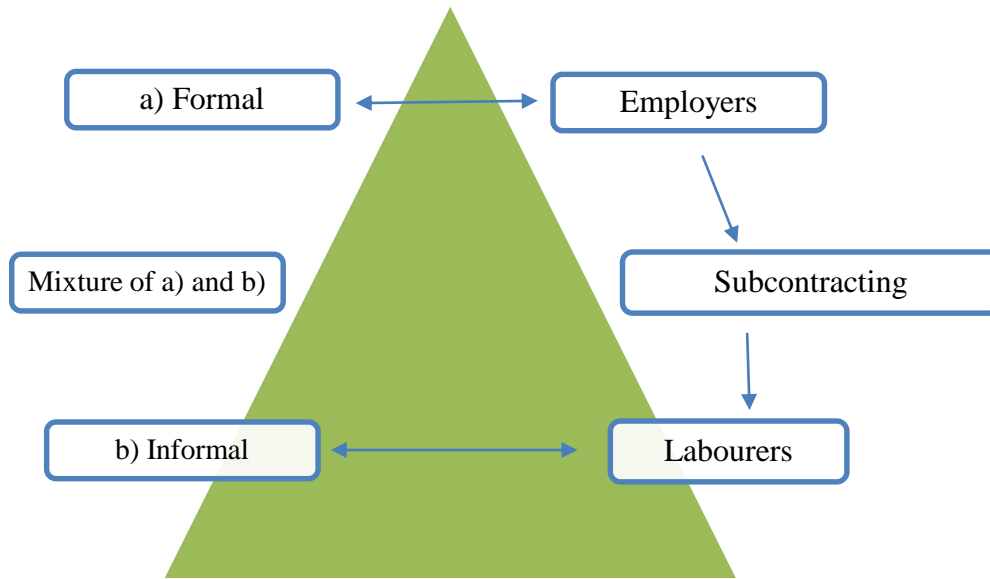 a) Formal
Employers
Mixture of a) and b)
Subcontracting
b) Informal
Labourers